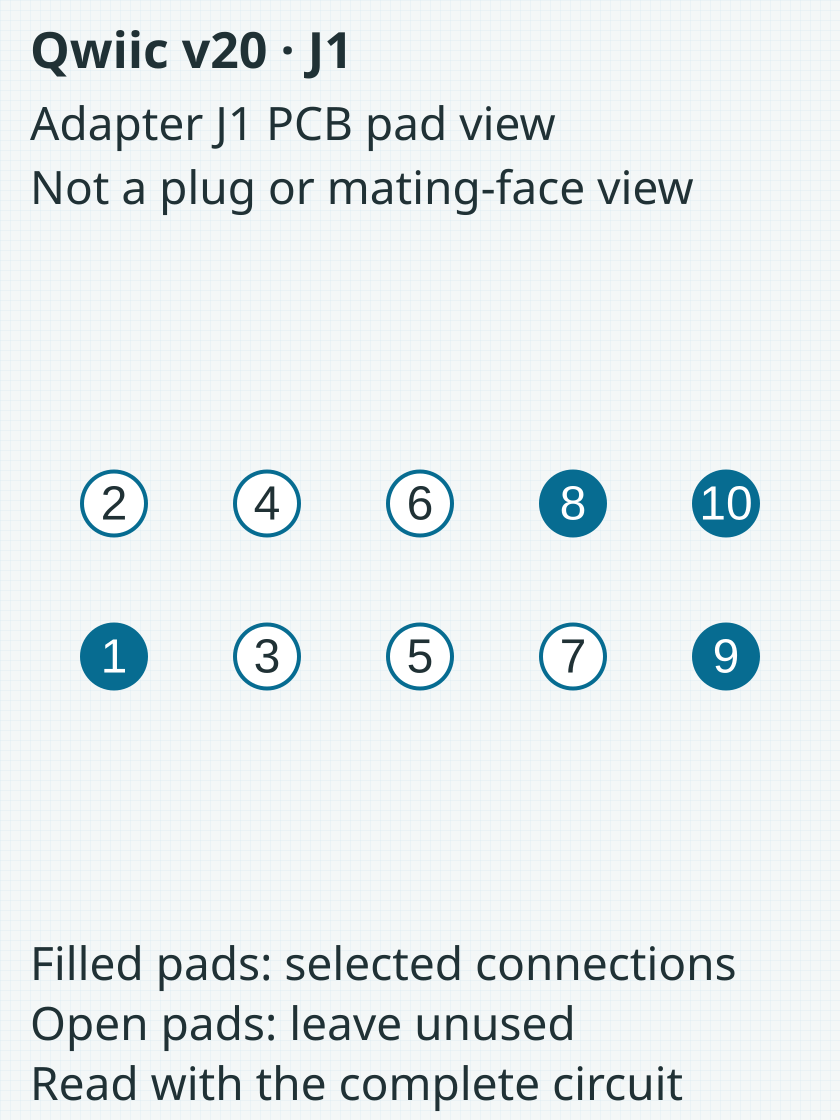 Qwiic v20 · J1
Adapter J1 PCB pad view
Not a plug or mating-face view
2 4 6 8 10
1 3 5 7 9
Filled pads: selected connections
Open pads: leave unused
Read with the complete circuit